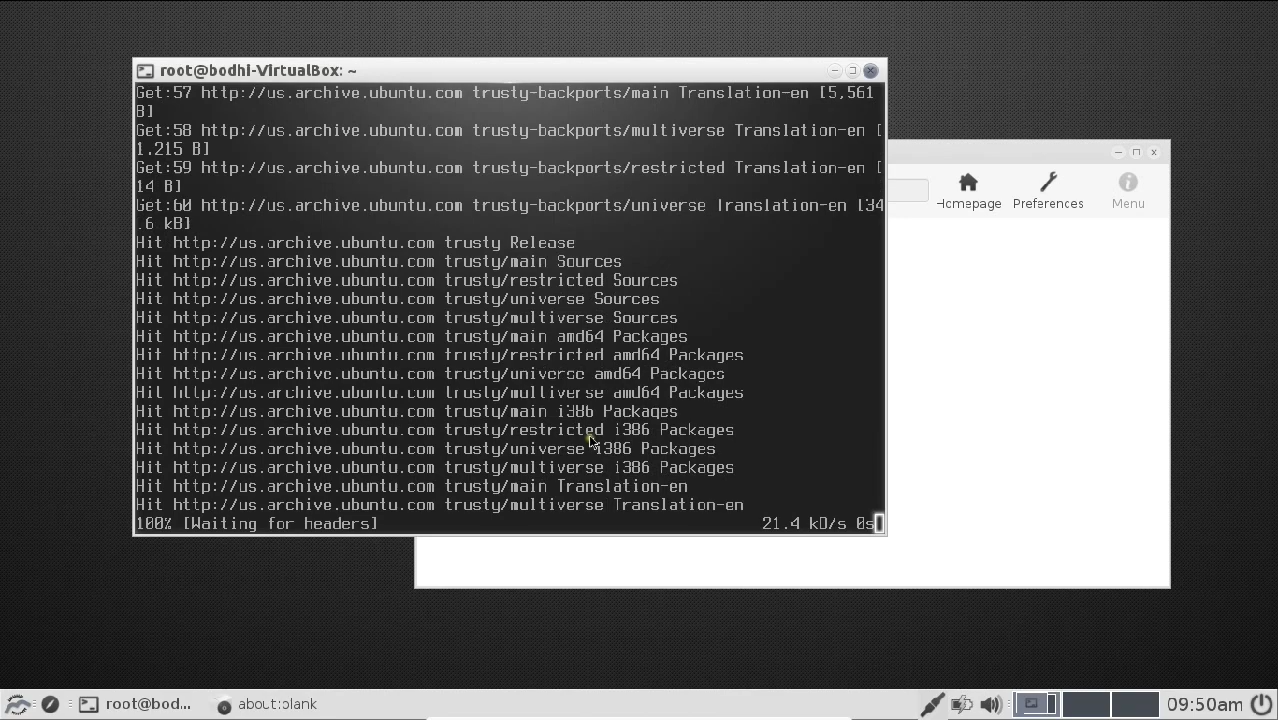 root@bodhi-VirtualBox: ~
Get:57 http://us.archive.ubuntu.com trusty-backports/main Translation-en [5,561
B]
Get:58 http://us.archive.ubuntu.com trusty-backports/multiverse Translation-en [
1,215 B]
Get:59 http://us.archive.ubuntu.com trusty-backports/restricted Translation-en [
14 B]
Get:60 http://us.archive.ubuntu.com trusty-backports/universe Translation-en [34
.6 kB]
Hit http://us.archive.ubuntu.com trusty Release
Hit http://us.archive.ubuntu.com trusty/main Sources
Hit http://us.archive.ubuntu.com trusty/restricted Sources
Hit http://us.archive.ubuntu.com trusty/universe Sources
Hit http://us.archive.ubuntu.com trusty/multiverse Sources
Hit http://us.archive.ubuntu.com trusty/main amd64 Packages
Hit http://us.archive.ubuntu.com trusty/restricted amd64 Packages
Hit http://us.archive.ubuntu.com trusty/universe amd64 Packages
Hit http://us.archive.ubuntu.com trusty/multiverse amd64 Packages
Hit http://us.archive.ubuntu.com trusty/main i386 Packages
Hit http://us.archive.ubuntu.com trusty/restricted i386 Packages
Hit http://us.archive.ubuntu.com trusty/universe i386 Packages
Hit http://us.archive.ubuntu.com trusty/multiverse i386 Packages
Hit http://us.archive.ubuntu.com trusty/main Translation-en
Hit http://us.archive.ubuntu.com trusty/multiverse Translation-en
100% [Waiting for headers] 21.4 kB/s 0s
Homepage Preferences Menu
root@bod... about:blank 09:50am